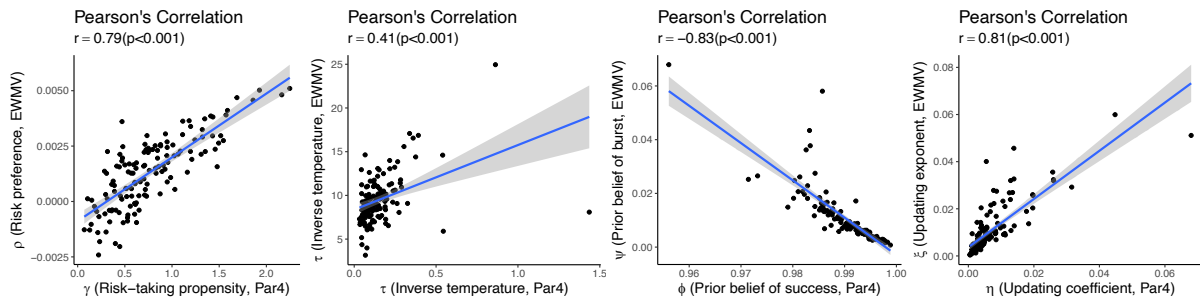 Pearson's Correlation
r = 0.79(p<0.001)
ρ (Risk preference, EWMV)
0.0050
0.0025
0.0000
−0.0025
0.0 0.5 1.0 1.5 2.0
γ (Risk−taking propensity, Par4)
Pearson's Correlation
r = 0.41(p<0.001)
τ (Inverse temperature, EWMV)
25
20
15
10
5
0.0 0.5 1.0 1.5
τ (Inverse temperature, Par4)
Pearson's Correlation
r = −0.83(p<0.001)
ψ (Prior belief of burst, EWMV)
0.06
0.04
0.02
0.00
0.96 0.97 0.98 0.99 1.00
ϕ (Prior belief of success, Par4)
Pearson's Correlation
r = 0.81(p<0.001)
ξ (Updating exponent, EWMV)
0.08
0.06
0.04
0.02
0.00
0.00 0.02 0.04 0.06
η (Updating coefficient, Par4)